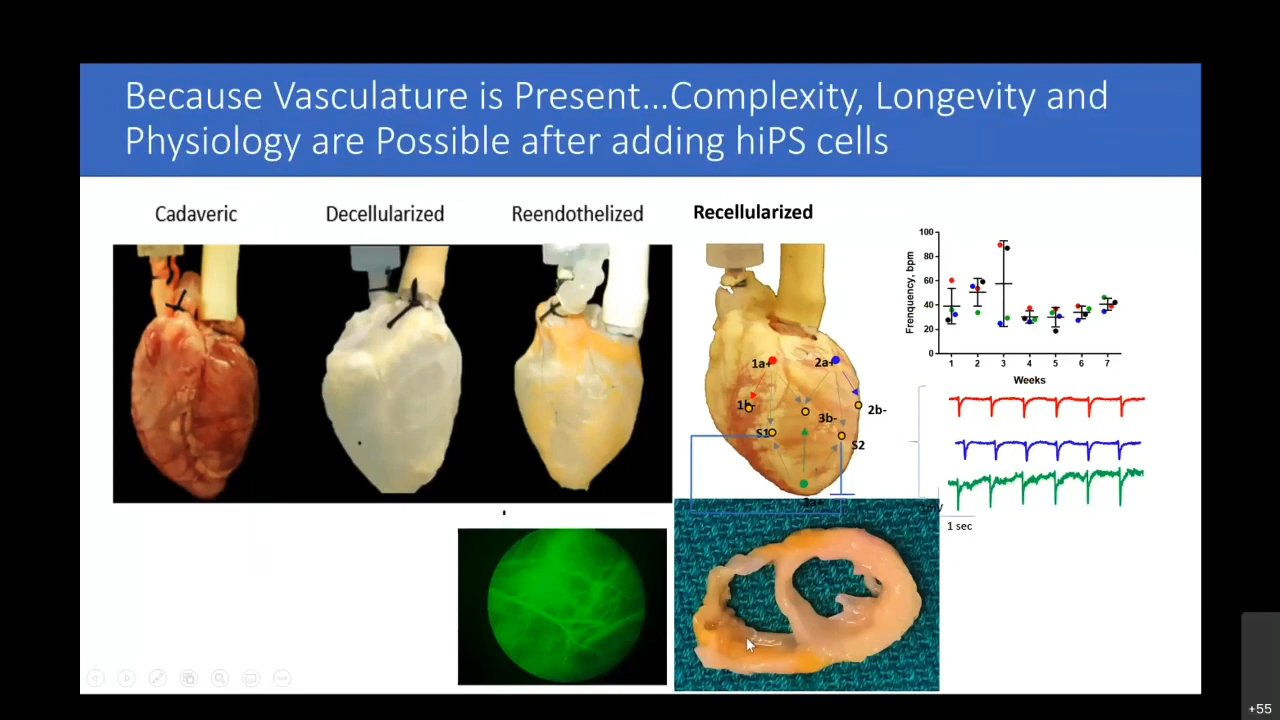 Because Vasculature is Present...Complexity, Longevity and
Physiology are Possible after adding hiPS cells
Cadaveric
Decellularized
Reendothelized
Recellularized
1a+
2a+
1b-
2b-
3b-
S1
S2
3a+
Frenquency, bpm
100
80
60
40
20
0
1 2 3 4 5 6 7
Weeks
1 sec
+55